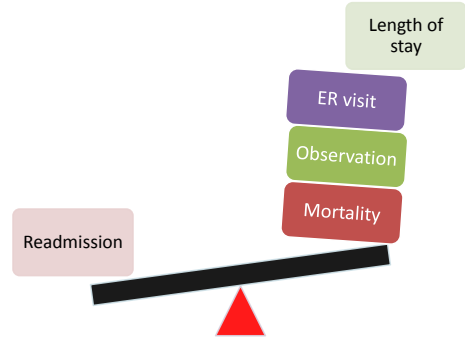 Length of
stay
ER visit
Observation
Mortality
Readmission